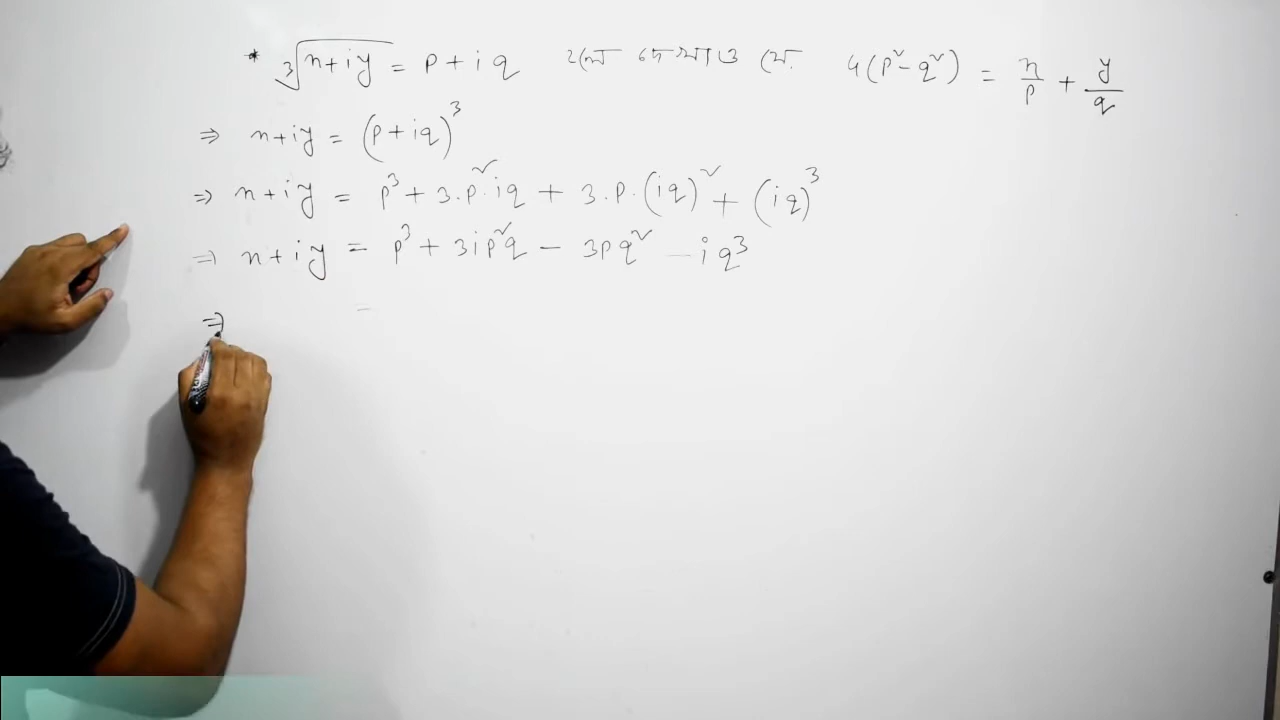 * ∛(x+iy) = p+iq হলে দেখাও যে. 4(p²-q²) = x/p + y/q
⇒ x+iy = (p+iq)³
⇒ x+iy = p³ + 3.p².iq + 3.p.(iq)² + (iq)³
⇒ x+iy = p³ + 3ip²q - 3pq² - iq³
⇒ =